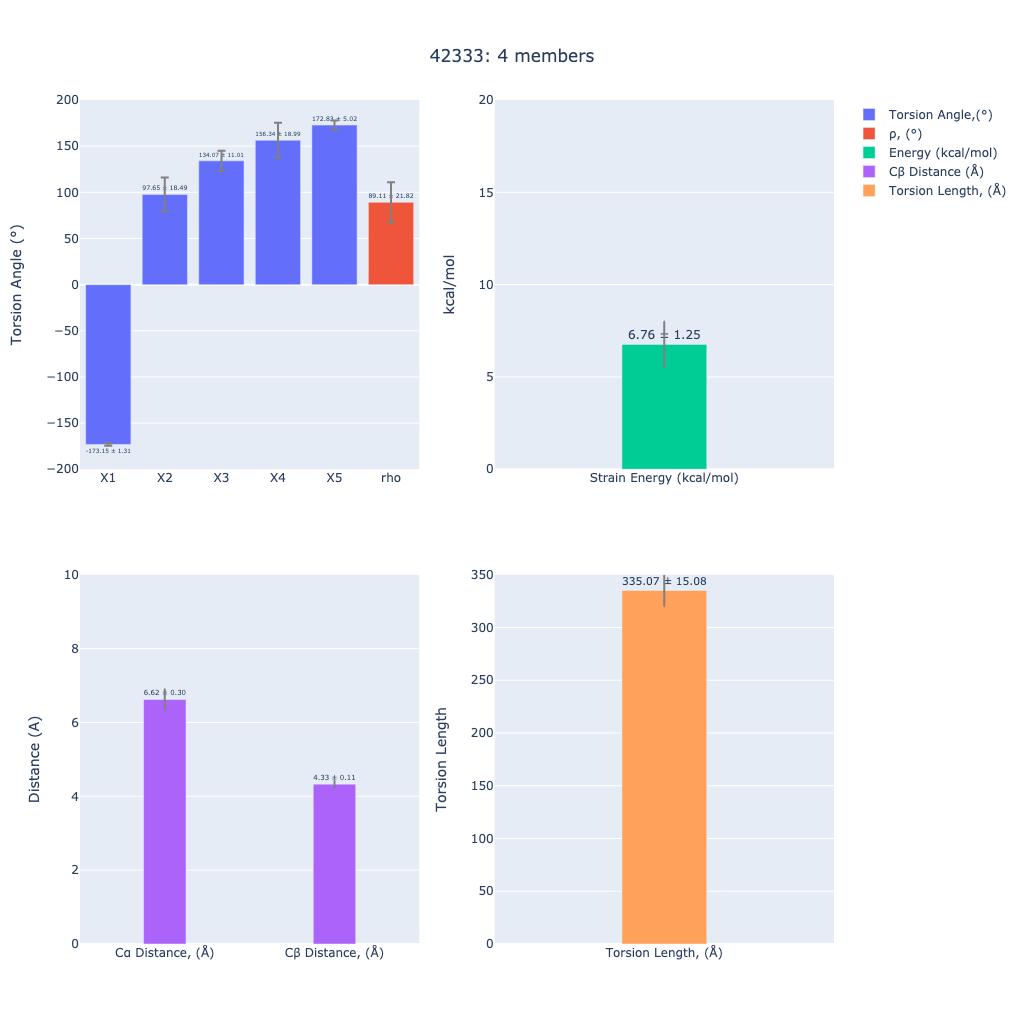 42333: 4 members
Torsion Angle (°)
200
150
100
50
0
−50
−100
−150
−200
-173.15 ± 1.31
97.65 ± 18.49
134.07 ± 11.01
156.34 ± 18.99
172.83 ± 5.02
89.11 ± 21.82
X1 X2 X3 X4 X5 rho
kcal/mol
20
15
10
5
0
6.76 ± 1.25
Strain Energy (kcal/mol)
Torsion Angle,(°)
ρ, (°)
Energy (kcal/mol)
Cβ Distance (Å)
Torsion Length, (Å)
Distance (A)
10
8
6
4
2
0
6.62 ± 0.30
4.33 ± 0.11
Cα Distance, (Å) Cβ Distance, (Å)
Torsion Length
350
300
250
200
150
100
50
0
335.07 ± 15.08
Torsion Length, (Å)